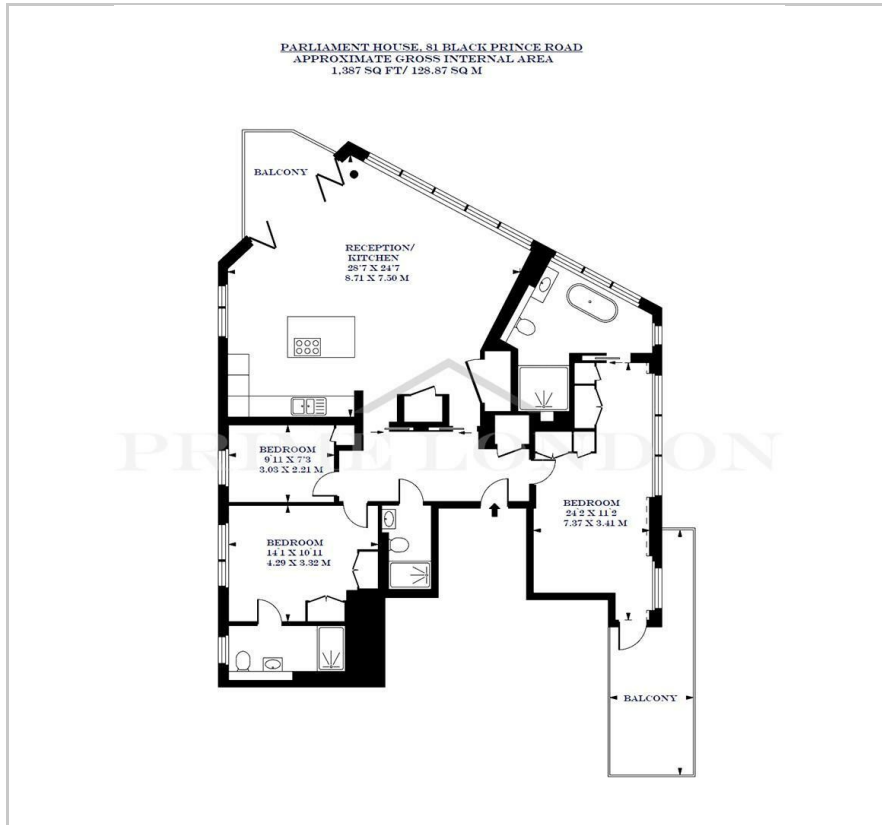 PARLIAMENT HOUSE, 81 BLACK PRINCE ROAD
APPROXIMATE GROSS INTERNAL AREA
1,387 SQ FT/ 128.87 SQ M
BALCONY
RECEPTION/
KITCHEN
28'7 X 24'7
8.71 X 7.50 M
PRIME LONDON
BEDROOM
9'11 X 7'3
3.03 X 2.21 M
BEDROOM
24'2 X 11'2
7.37 X 3.41 M
BEDROOM
14'1 X 10'11
4.29 X 3.32 M
BALCONY